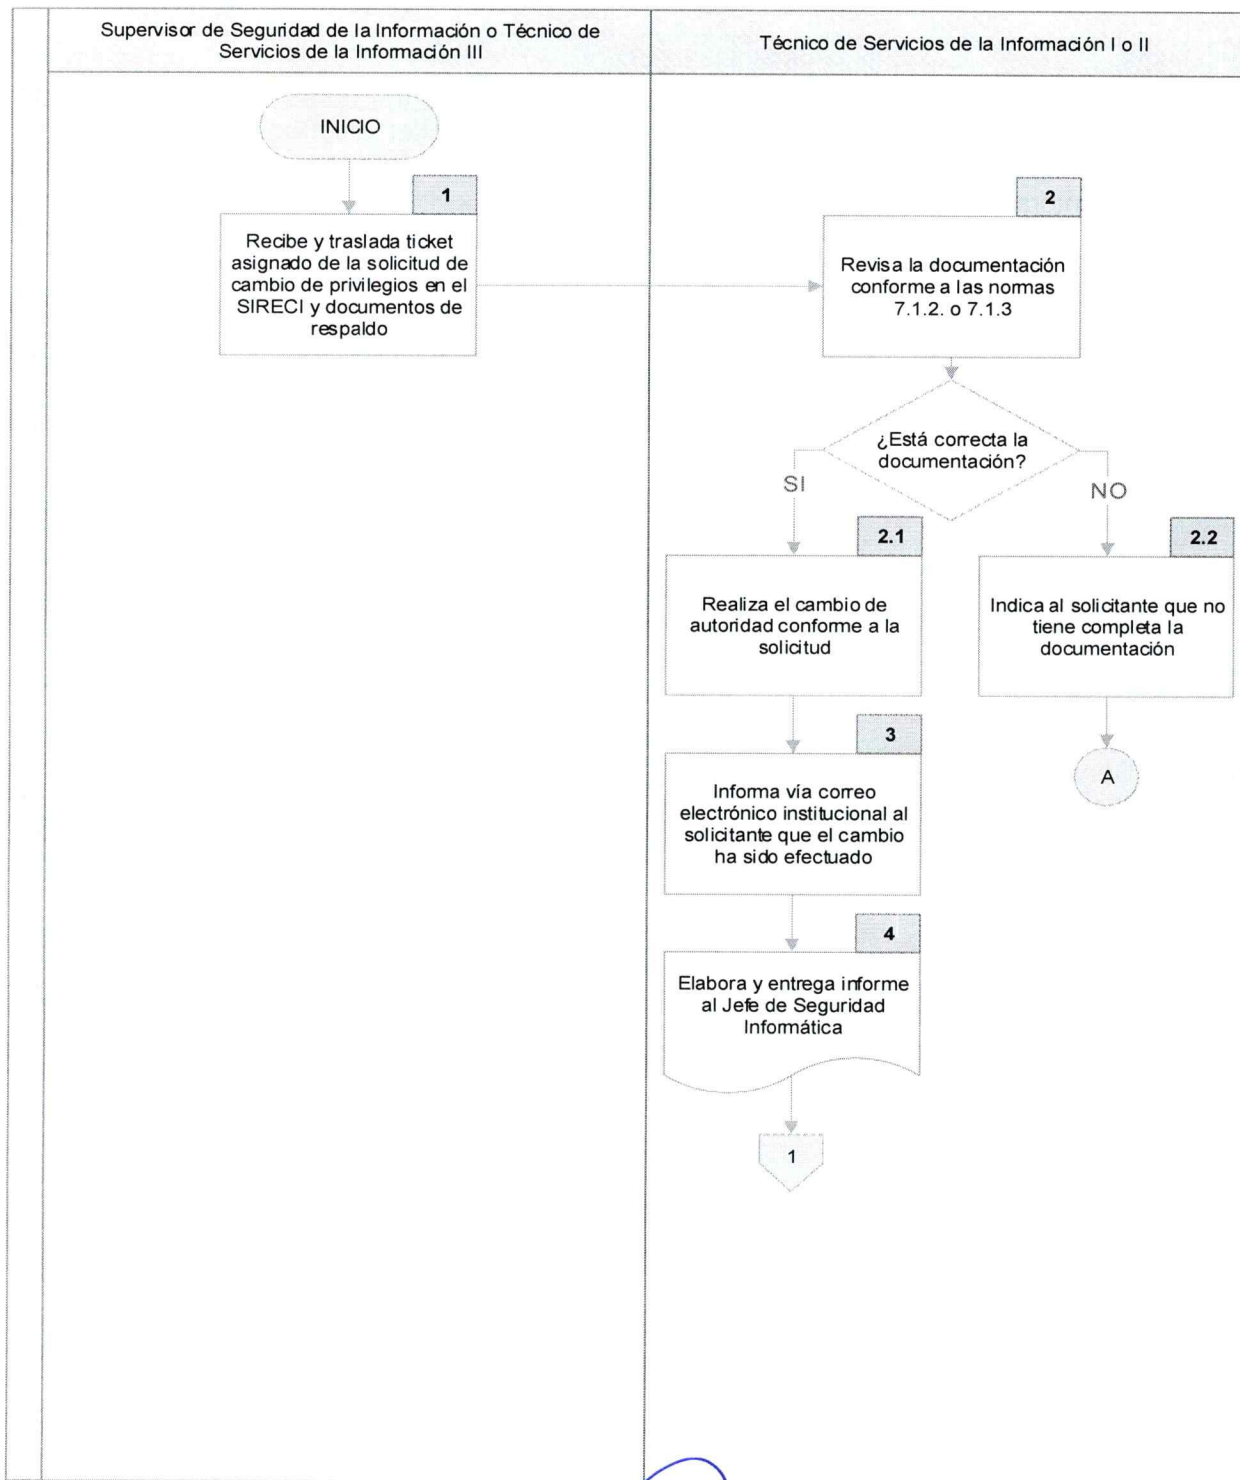 Supervisor de Seguridad de la Información o Técnico de
Servicios de la Información III
Técnico de Servicios de la Información I o II
INICIO
1
Recibe y traslada ticket
asignado de la solicitud de
cambio de privilegios en el
SIRECI y documentos de
respaldo
2
Revisa la documentación
conforme a las normas
7.1.2. o 7.1.3
¿Está correcta la
documentación?
SI
NO
2.1
Realiza el cambio de
autoridad conforme a la
solicitud
2.2
Indica al solicitante que no
tiene completa la
documentación
3
Informa vía correo
electrónico institucional al
solicitante que el cambio
ha sido efectuado
A
4
Elabora y entrega informe
al Jefe de Seguridad
Informática
1